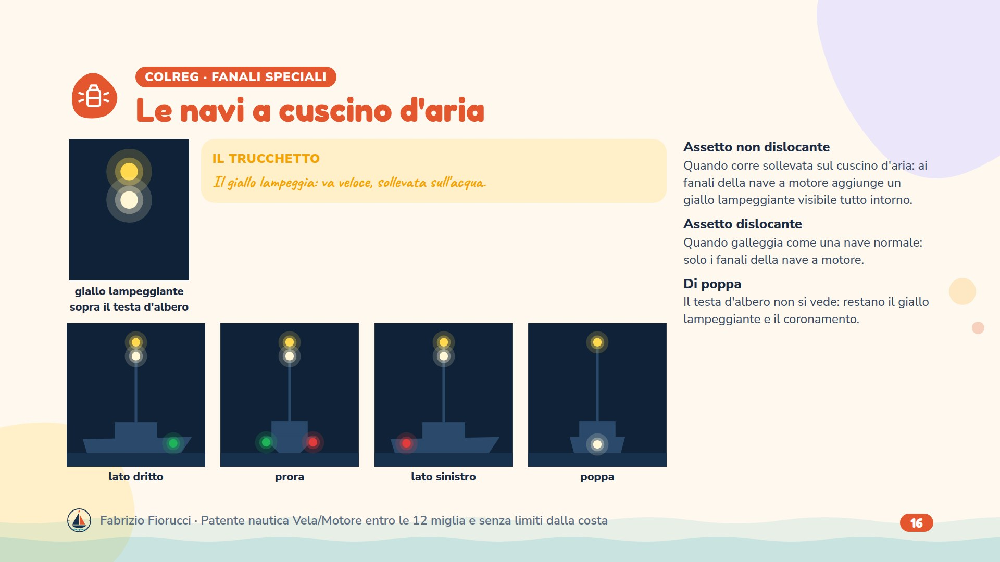 COLREG · FANALI SPECIALI
Le navi a cuscino d'aria
giallo lampeggiante
sopra il testa d'albero
IL TRUCCHETTO
Il giallo lampeggia: va veloce, sollevata sull'acqua.
lato dritto
prora
lato sinistro
poppa
Assetto non dislocante
Quando corre sollevata sul cuscino d'aria: ai
fanali della nave a motore aggiunge un
giallo lampeggiante visibile tutto intorno.
Assetto dislocante
Quando galleggia come una nave normale:
solo i fanali della nave a motore.
Di poppa
Il testa d'albero non si vede: restano il giallo
lampeggiante e il coronamento.
Fabrizio Fiorucci · Patente nautica Vela/Motore entro le 12 miglia e senza limiti dalla costa
16